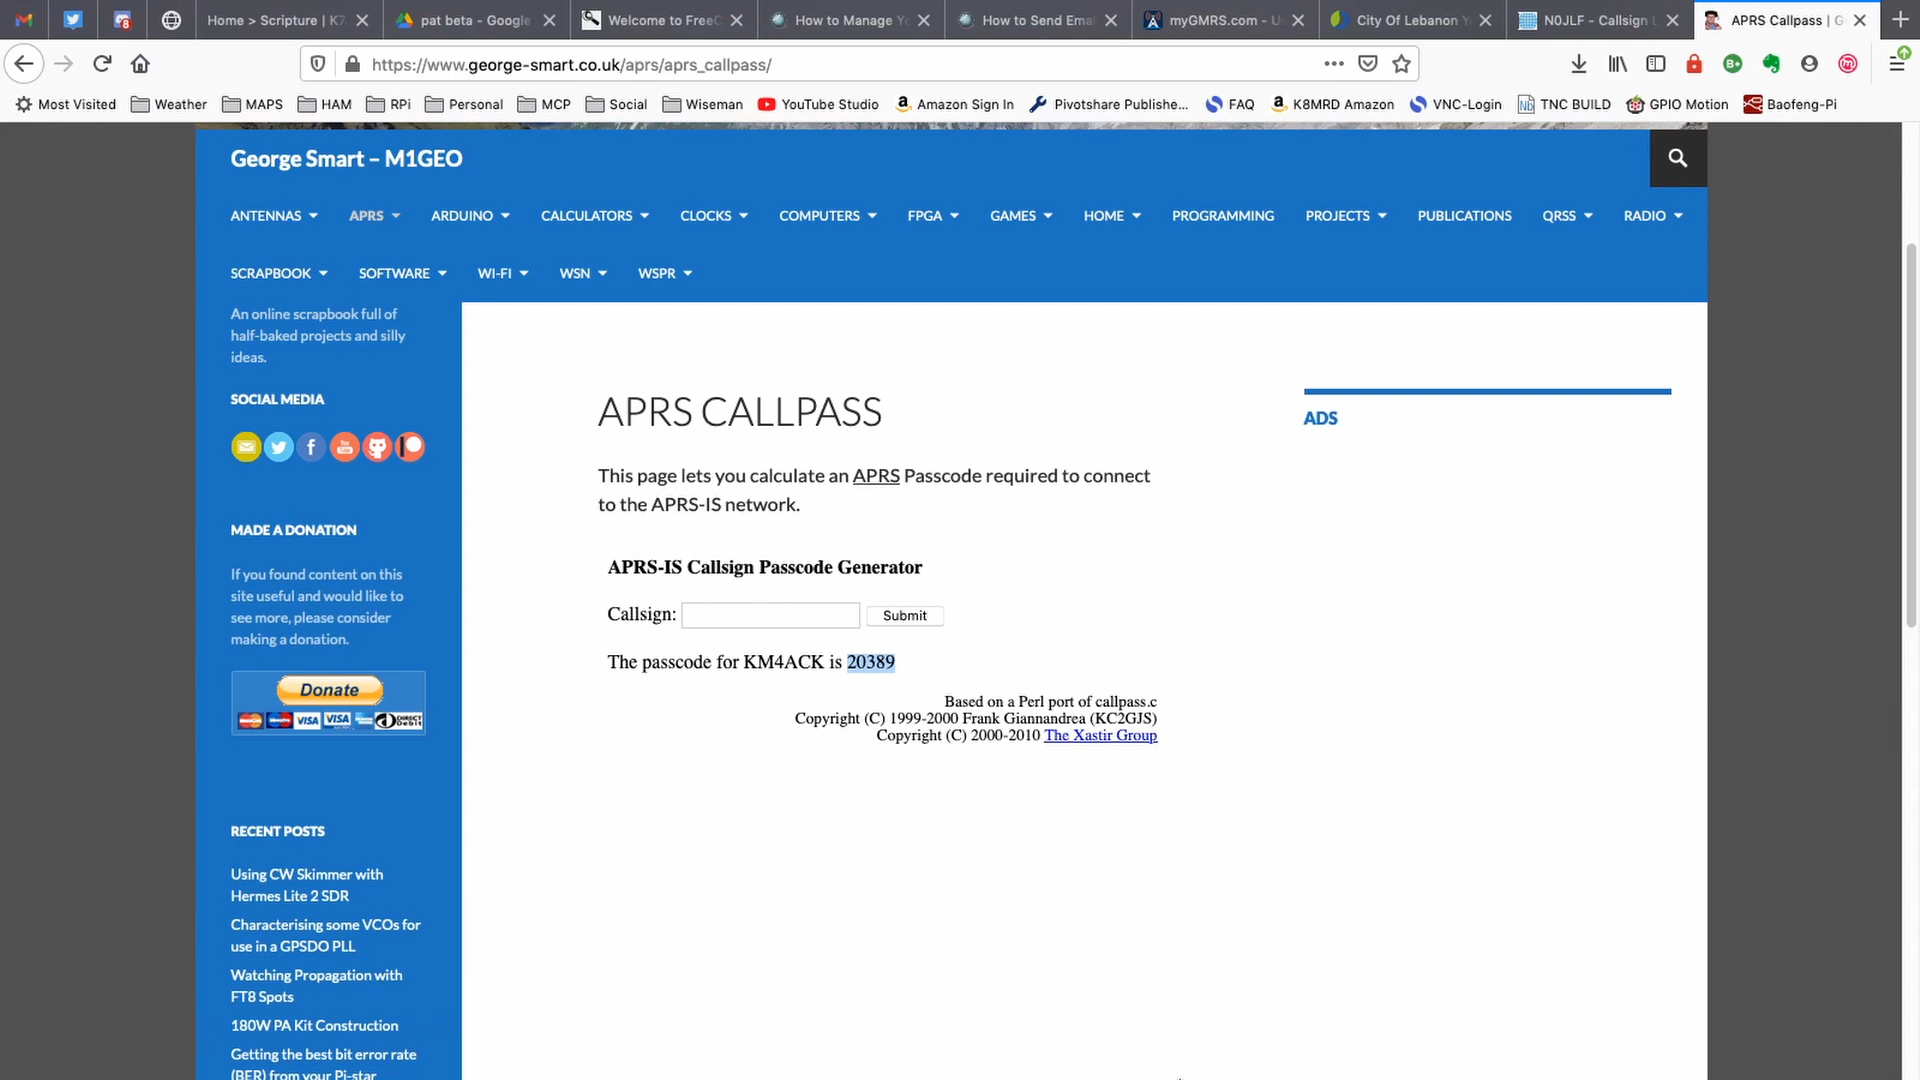 Home > Scripture | K7
pat beta - Google
Welcome to FreeC
How to Manage Yo
How to Send Emai
myGMRS.com - U
City Of Lebanon
N0JLF - Callsign
APRS Callpass | G
https://www.george-smart.co.uk/aprs/aprs_callpass/
Most Visited
Weather
MAPS
HAM
RPi
Personal
MCP
Social
Wiseman
YouTube Studio
Amazon Sign In
Pivotshare Publishe...
FAQ
K8MRD Amazon
VNC-Login
TNC BUILD
GPIO Motion
Baofeng-Pi
George Smart – M1GEO
ANTENNAS
APRS
ARDUINO
CALCULATORS
CLOCKS
COMPUTERS
FPGA
GAMES
HOME
PROGRAMMING
PROJECTS
PUBLICATIONS
QRSS
RADIO
SCRAPBOOK
SOFTWARE
WI-FI
WSN
WSPR
An online scrapbook full of
half-baked projects and silly
ideas.
SOCIAL MEDIA
MADE A DONATION
If you found content on this
site useful and would like to
see more, please consider
making a donation.
Donate
RECENT POSTS
Using CW Skimmer with
Hermes Lite 2 SDR
Characterising some VCOs for
use in a GPSDO PLL
Watching Propagation with
FT8 Spots
180W PA Kit Construction
Getting the best bit error rate
(BER) from your Pi-star
APRS CALLPASS
This page lets you calculate an APRS Passcode required to connect
to the APRS-IS network.
APRS-IS Callsign Passcode Generator
Callsign:
Submit
The passcode for KM4ACK is 20389
Based on a Perl port of callpass.c
Copyright (C) 1999-2000 Frank Giannandrea (KC2GJS)
Copyright (C) 2000-2010 The Xastir Group
ADS